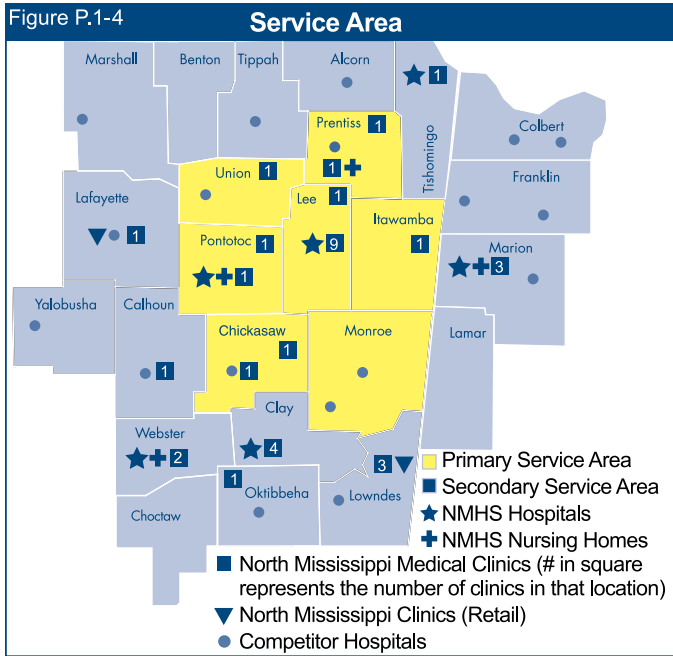 Figure P.1-4
Service Area
Marshall
Benton
Tippah
Alcorn
1
Tishomingo
Colbert
Prentiss 1
1
Union 1
Lee 1
Franklin
Lafayette
1
Itawamba
1
Pontotoc 1
1
9
Marion
3
Yalobusha
Calhoun
1
Chickasaw
1
1
Monroe
Lamar
Clay
4
Webster
2
3
1
Oktibbeha
Lowndes
Choctaw
Primary Service Area
Secondary Service Area
NMHS Hospitals
NMHS Nursing Homes
North Mississippi Medical Clinics (# in square
represents the number of clinics in that location)
North Mississippi Clinics (Retail)
Competitor Hospitals